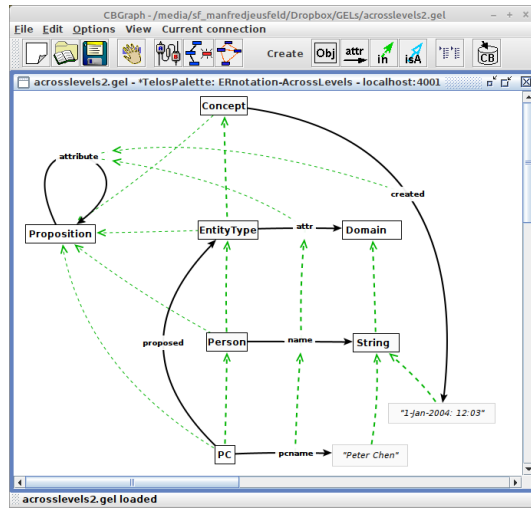 CBGraph - /media/sf_manfredjeusfeld/Dropbox/GELs/acrosslevels2.gel
File Edit Options View Current connection
Create Obj attr in isA CB
acrosslevels2.gel - *TelosPalette: ERnotation-AcrossLevels - localhost:4001
Concept
attribute
created
Proposition EntityType attr Domain
proposed Person name String
"1-Jan-2004: 12:03"
PC pcname "Peter Chen"
acrosslevels2.gel loaded